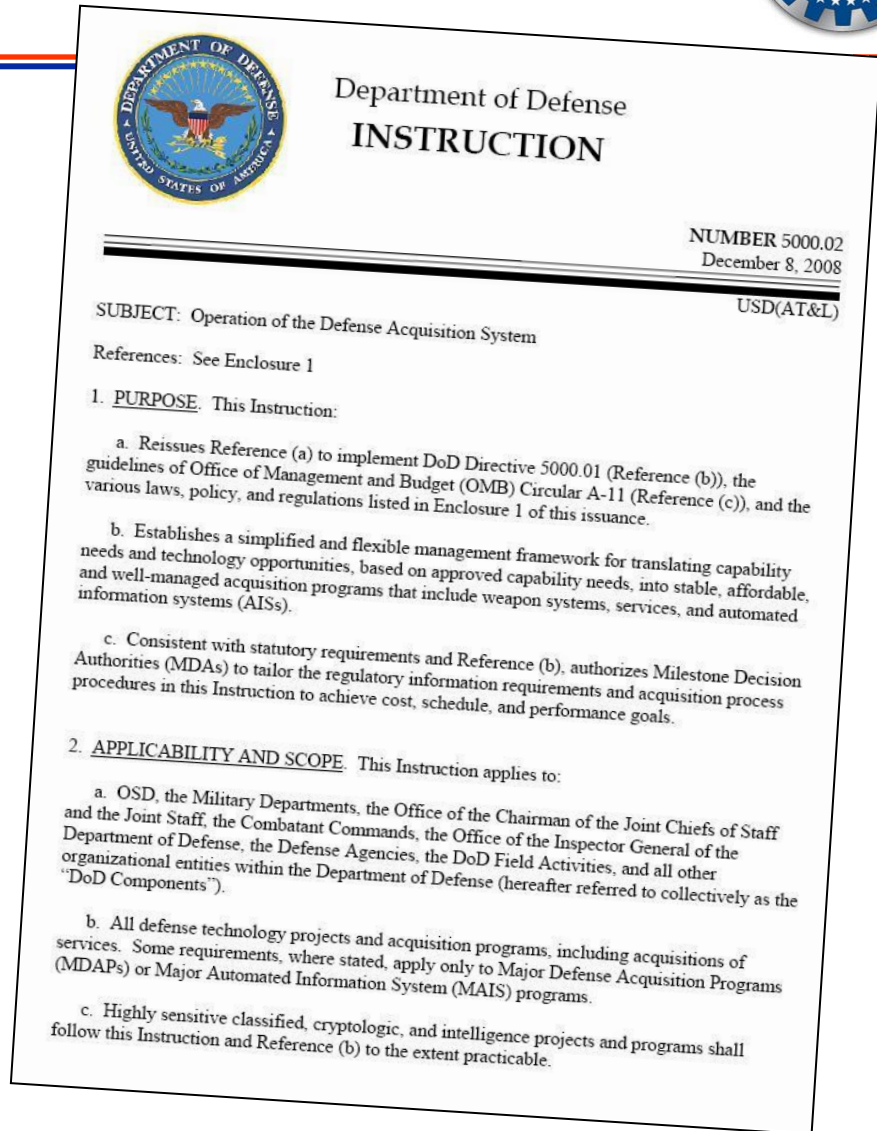 DEPARTMENT OF DEFENSE
UNITED STATES OF AMERICA
Department of Defense
INSTRUCTION
NUMBER 5000.02
December 8, 2008
USD(AT&L)
SUBJECT: Operation of the Defense Acquisition System
References: See Enclosure 1
1. PURPOSE. This Instruction:
a. Reissues Reference (a) to implement DoD Directive 5000.01 (Reference (b)), the
guidelines of Office of Management and Budget (OMB) Circular A-11 (Reference (c)), and the
various laws, policy, and regulations listed in Enclosure 1 of this issuance.
b. Establishes a simplified and flexible management framework for translating capability
needs and technology opportunities, based on approved capability needs, into stable, affordable,
and well-managed acquisition programs that include weapon systems, services, and automated
information systems (AISs).
c. Consistent with statutory requirements and Reference (b), authorizes Milestone Decision
Authorities (MDAs) to tailor the regulatory information requirements and acquisition process
procedures in this Instruction to achieve cost, schedule, and performance goals.
2. APPLICABILITY AND SCOPE. This Instruction applies to:
a. OSD, the Military Departments, the Office of the Chairman of the Joint Chiefs of Staff
and the Joint Staff, the Combatant Commands, the Office of the Inspector General of the
Department of Defense, the Defense Agencies, the DoD Field Activities, and all other
organizational entities within the Department of Defense (hereafter referred to collectively as the
“DoD Components”).
b. All defense technology projects and acquisition programs, including acquisitions of
services. Some requirements, where stated, apply only to Major Defense Acquisition Programs
(MDAPs) or Major Automated Information System (MAIS) programs.
c. Highly sensitive classified, cryptologic, and intelligence projects and programs shall
follow this Instruction and Reference (b) to the extent practicable.